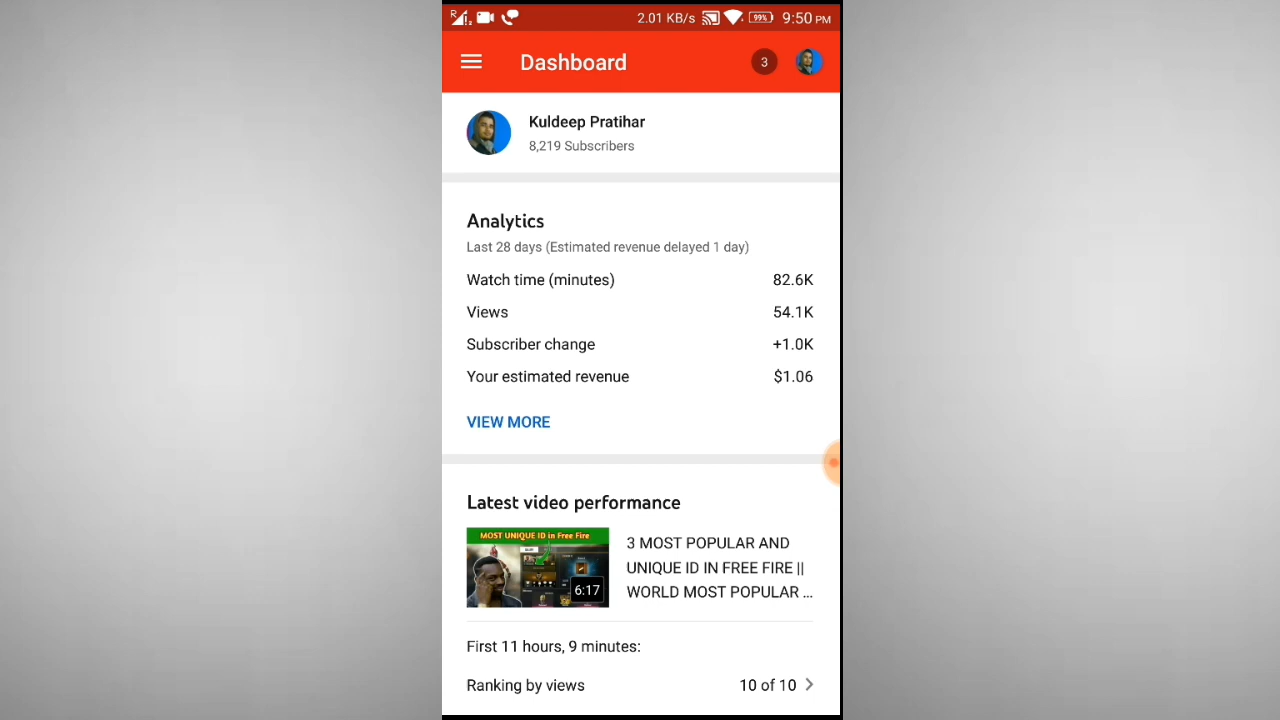 R
2.01 KB/s 99% 9:50 PM
Dashboard 3
Kuldeep Pratihar
8,219 Subscribers
Analytics
Last 28 days (Estimated revenue delayed 1 day)
Watch time (minutes) 82.6K
Views 54.1K
Subscriber change +1.0K
Your estimated revenue $1.06
VIEW MORE
Latest video performance
MOST UNIQUE ID in Free Fire
6:17
3 MOST POPULAR AND
UNIQUE ID IN FREE FIRE ||
WORLD MOST POPULAR ...
First 11 hours, 9 minutes:
Ranking by views 10 of 10